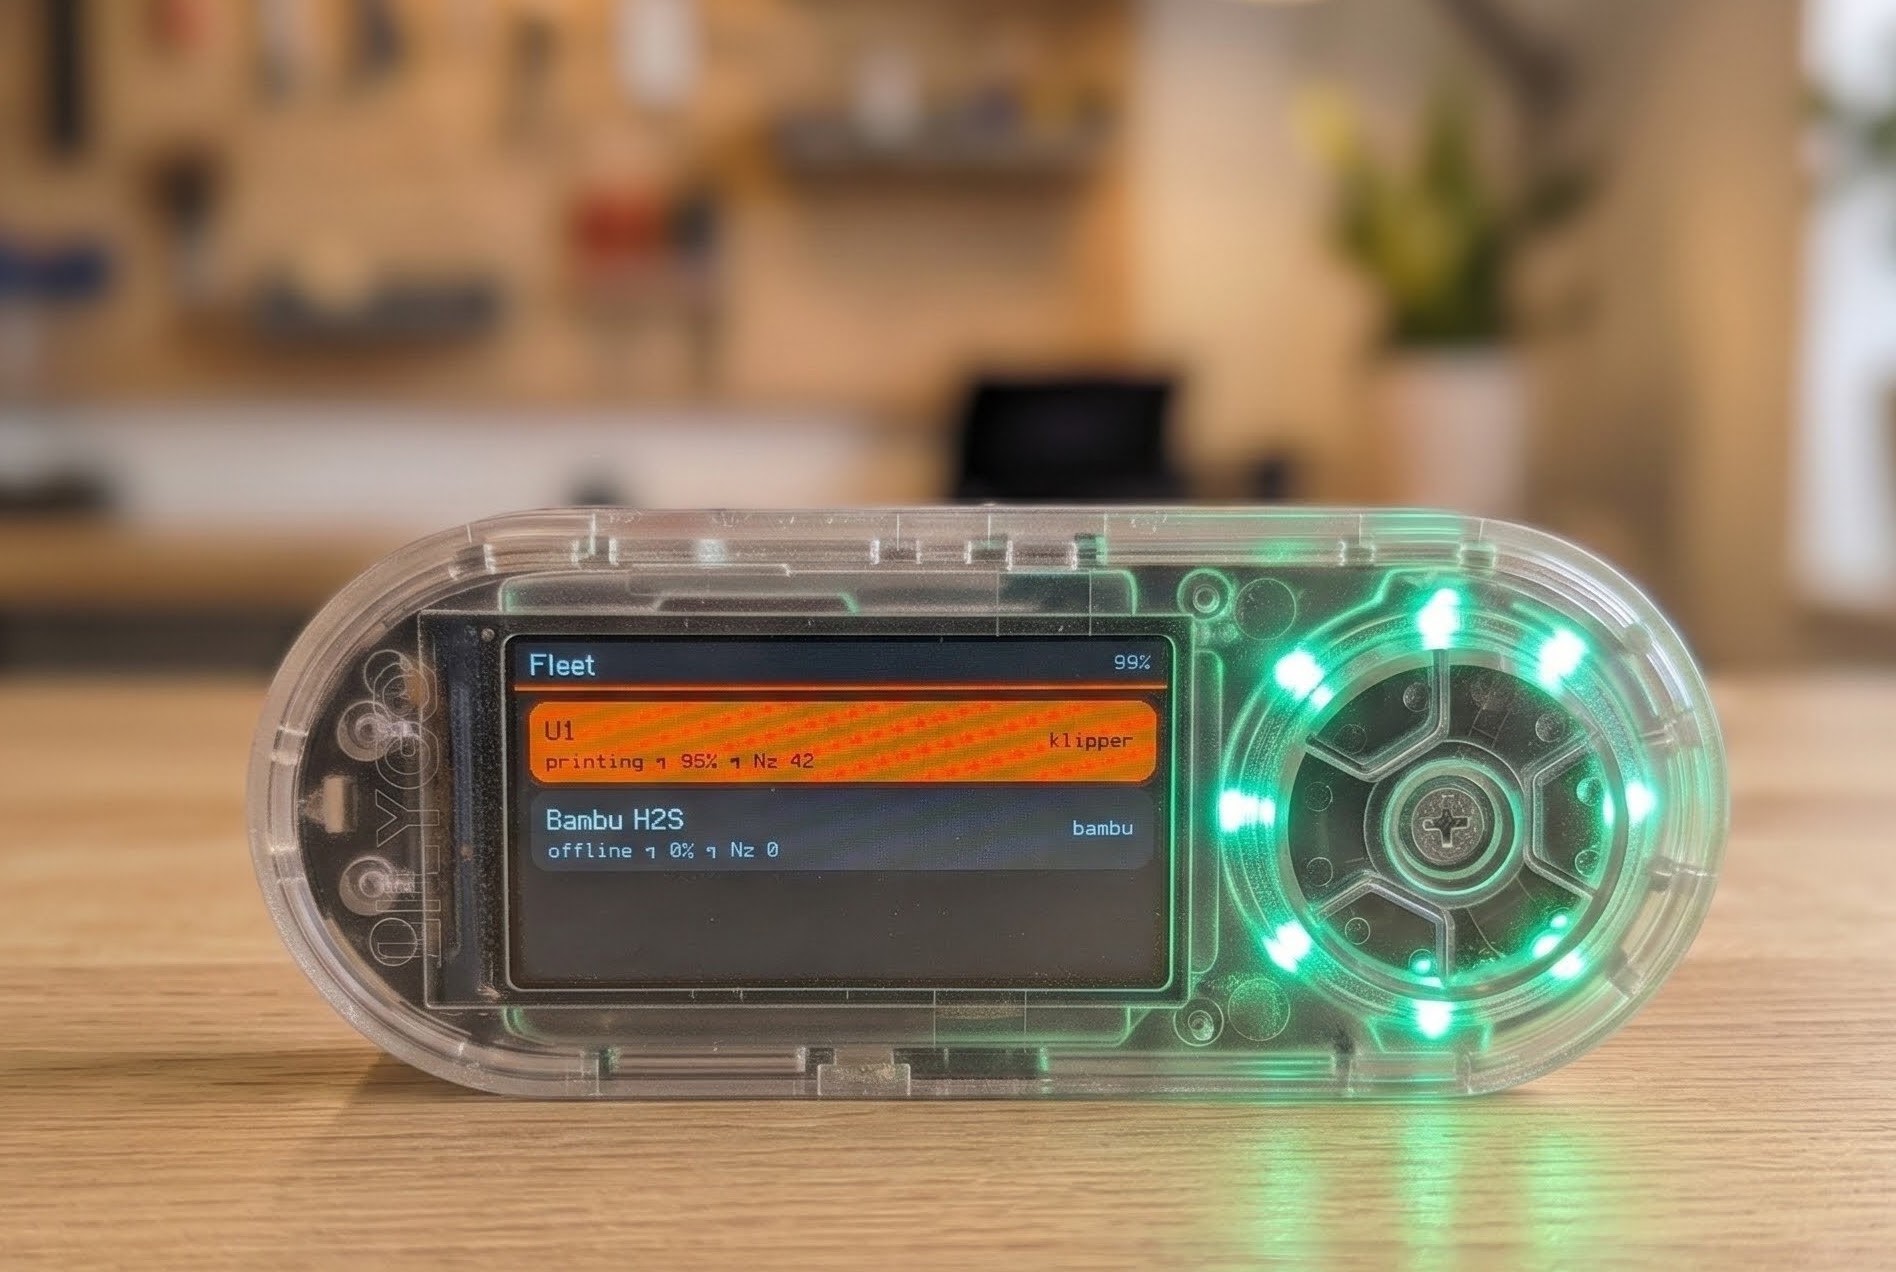 Fleet 99%
U1
klipper
printing ┐ 95% ┐ Nz 42
Bambu H2S
bambu
offline ┐ 0% ┐ Nz 0